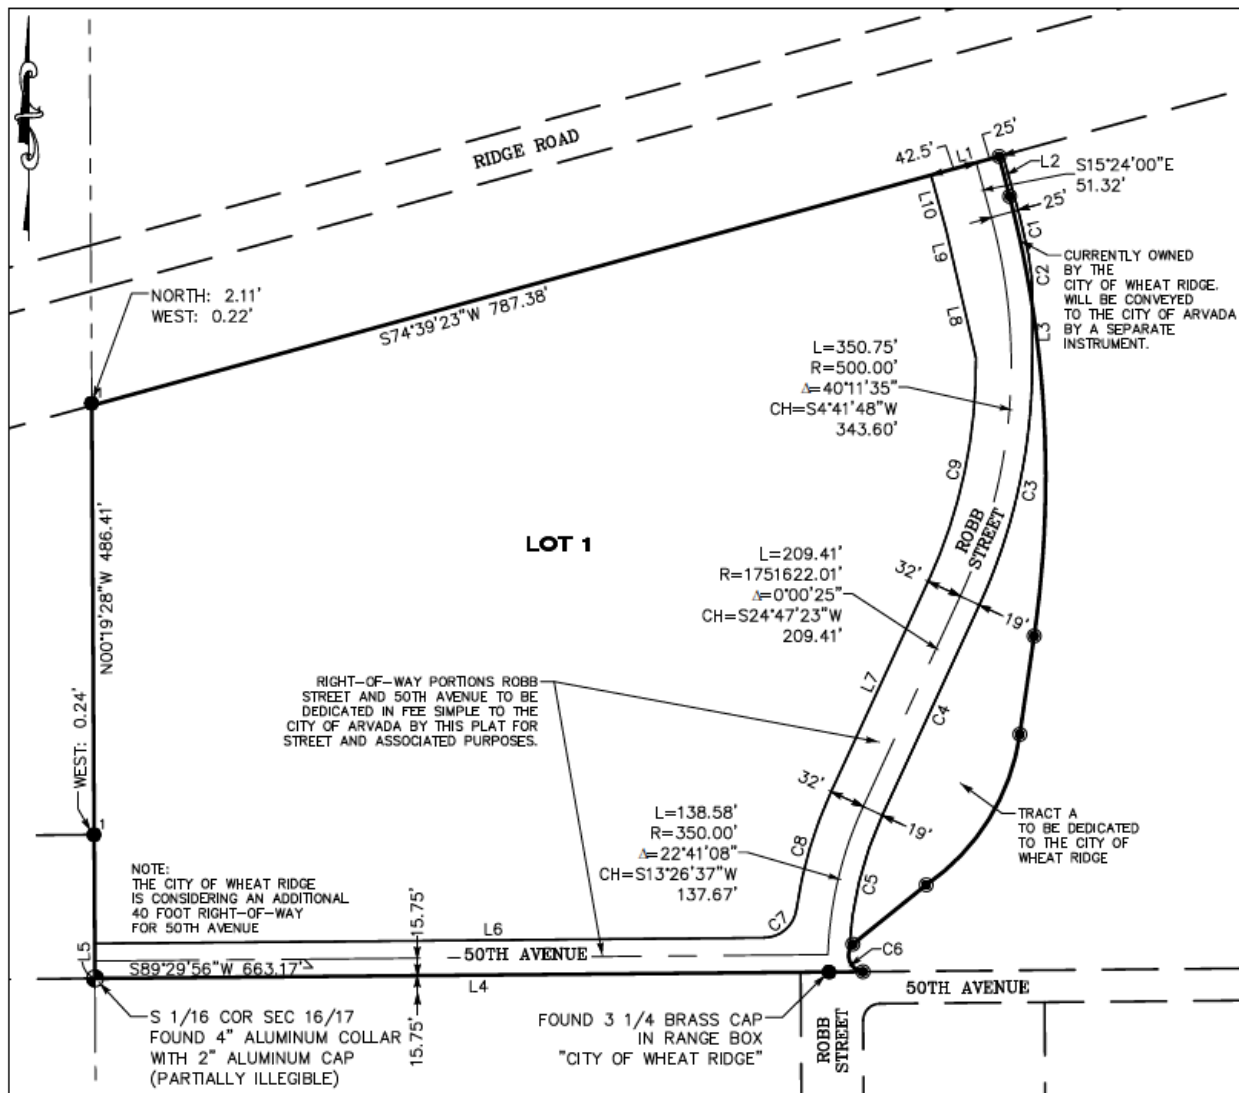 RIDGE ROAD
25'
42.5'
L1
L2
S15°24'00"E
51.32'
25'
L10
C1
L9
C2
CURRENTLY OWNED
BY THE
CITY OF WHEAT RIDGE.
WILL BE CONVEYED
TO THE CITY OF ARVADA
BY A SEPARATE
INSTRUMENT.
NORTH: 2.11'
WEST: 0.22'
S74°39'23"W 787.38'
L8
L3
L=350.75'
R=500.00'
Δ=40°11'35"
CH=S4°41'48"W
343.60'
1
C9
C3
N00°19'28"W 486.41'
LOT 1
ROBB
STREET
L=209.41'
R=1751622.01'
Δ=0°00'25"
CH=S24°47'23"W
209.41'
32'
19'
RIGHT-OF-WAY PORTIONS ROBB
STREET AND 50TH AVENUE TO BE
DEDICATED IN FEE SIMPLE TO THE
CITY OF ARVADA BY THIS PLAT FOR
STREET AND ASSOCIATED PURPOSES.
L7
C4
WEST: 0.24'
1
32'
19'
L=138.58'
R=350.00'
Δ=22°41'08"
CH=S13°26'37"W
137.67'
TRACT A
TO BE DEDICATED
TO THE CITY OF
WHEAT RIDGE
C8
C5
NOTE:
THE CITY OF WHEAT RIDGE
IS CONSIDERING AN ADDITIONAL
40 FOOT RIGHT-OF-WAY
FOR 50TH AVENUE
15.75'
L6
C7
C6
L5
50TH AVENUE
S89°29'56"W 663.17'
L4
50TH AVENUE
15.75'
S 1/16 COR SEC 16/17
FOUND 4" ALUMINUM COLLAR
WITH 2" ALUMINUM CAP
(PARTIALLY ILLEGIBLE)
FOUND 3 1/4 BRASS CAP
IN RANGE BOX
"CITY OF WHEAT RIDGE"
ROBB
STREET